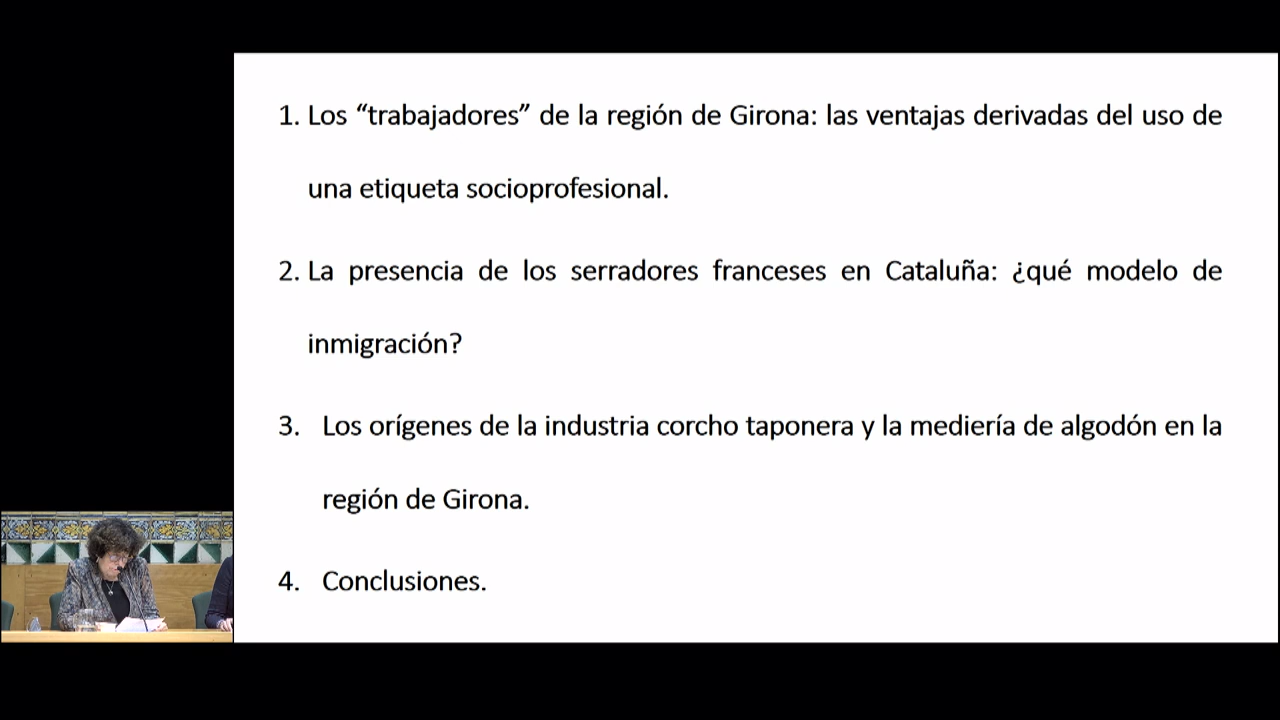 1. Los “trabajadores” de la región de Girona: las ventajas derivadas del uso de
una etiqueta socioprofesional.
2. La presencia de los serradores franceses en Cataluña: ¿qué modelo de
inmigración?
3. Los orígenes de la industria corcho taponera y la mediería de algodón en la
región de Girona.
4. Conclusiones.